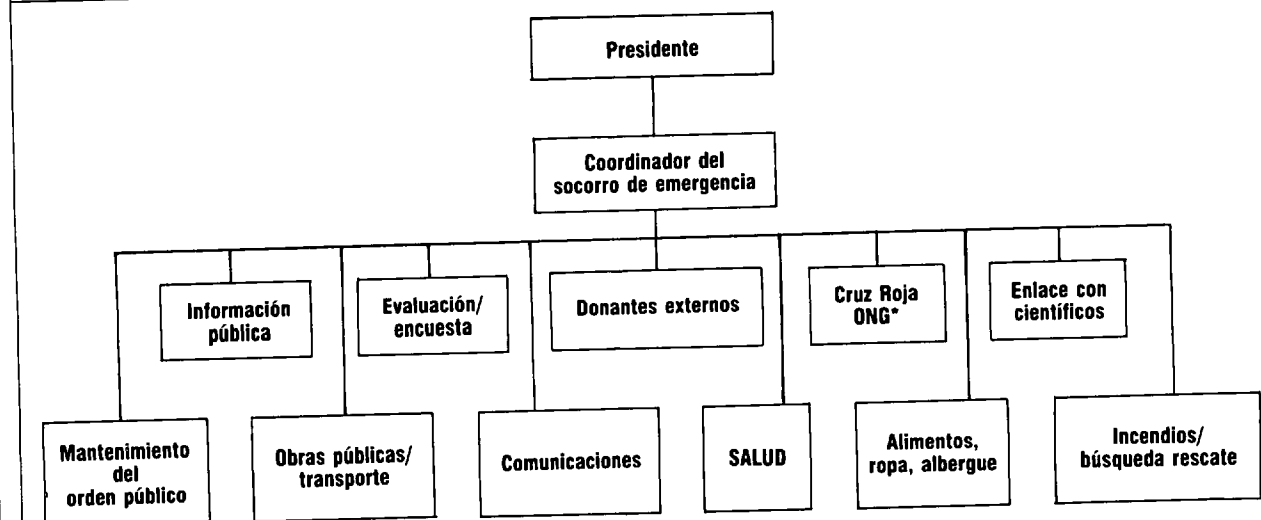 Presidente
Coordinador del
socorro de emergencia
Información
pública
Evaluación/
encuesta
Donantes externos
Cruz Roja
ONG*
Enlace con
científicos
Mantenimiento
del
orden público
Obras públicas/
transporte
Comunicaciones
SALUD
Alimentos,
ropa, albergue
Incendios/
búsqueda rescate